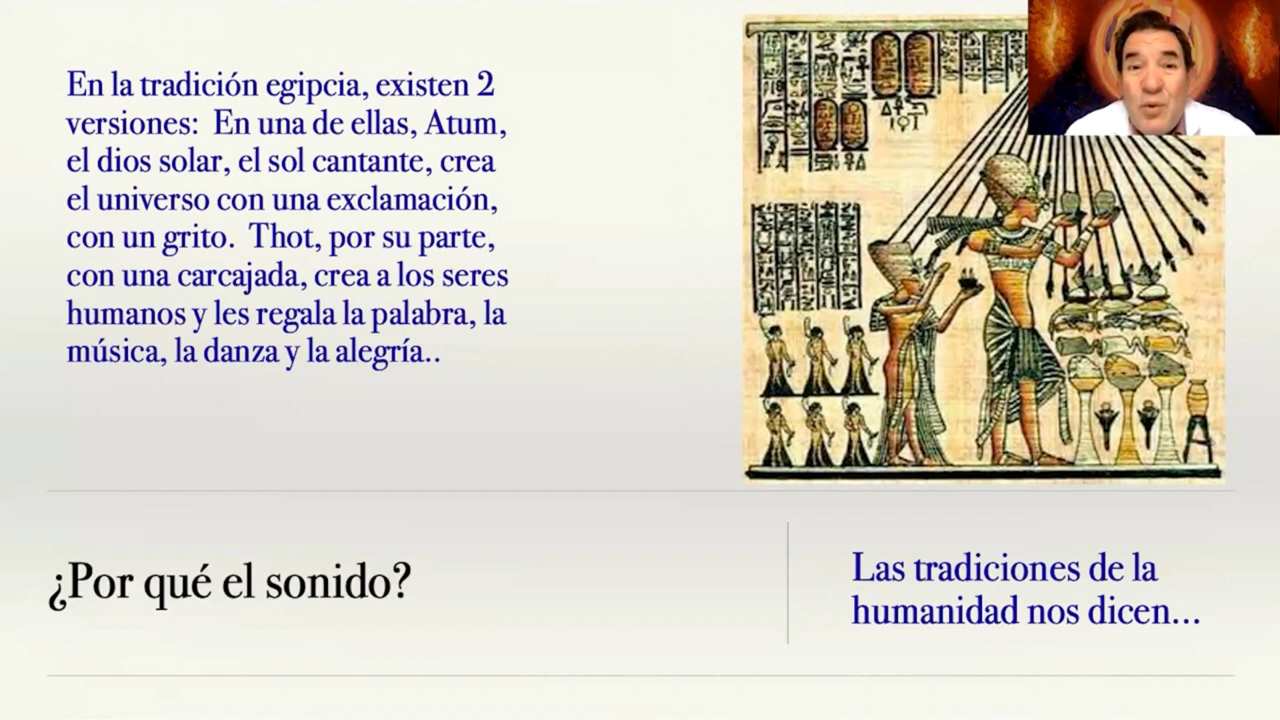 En la tradición egipcia, existen 2
versiones:  En una de ellas, Atum,
el dios solar, el sol cantante, crea
el universo con una exclamación,
con un grito.  Thot, por su parte,
con una carcajada, crea a los seres
humanos y les regala la palabra, la
música, la danza y la alegría..
¿Por qué el sonido?
Las tradiciones de la
humanidad nos dicen...